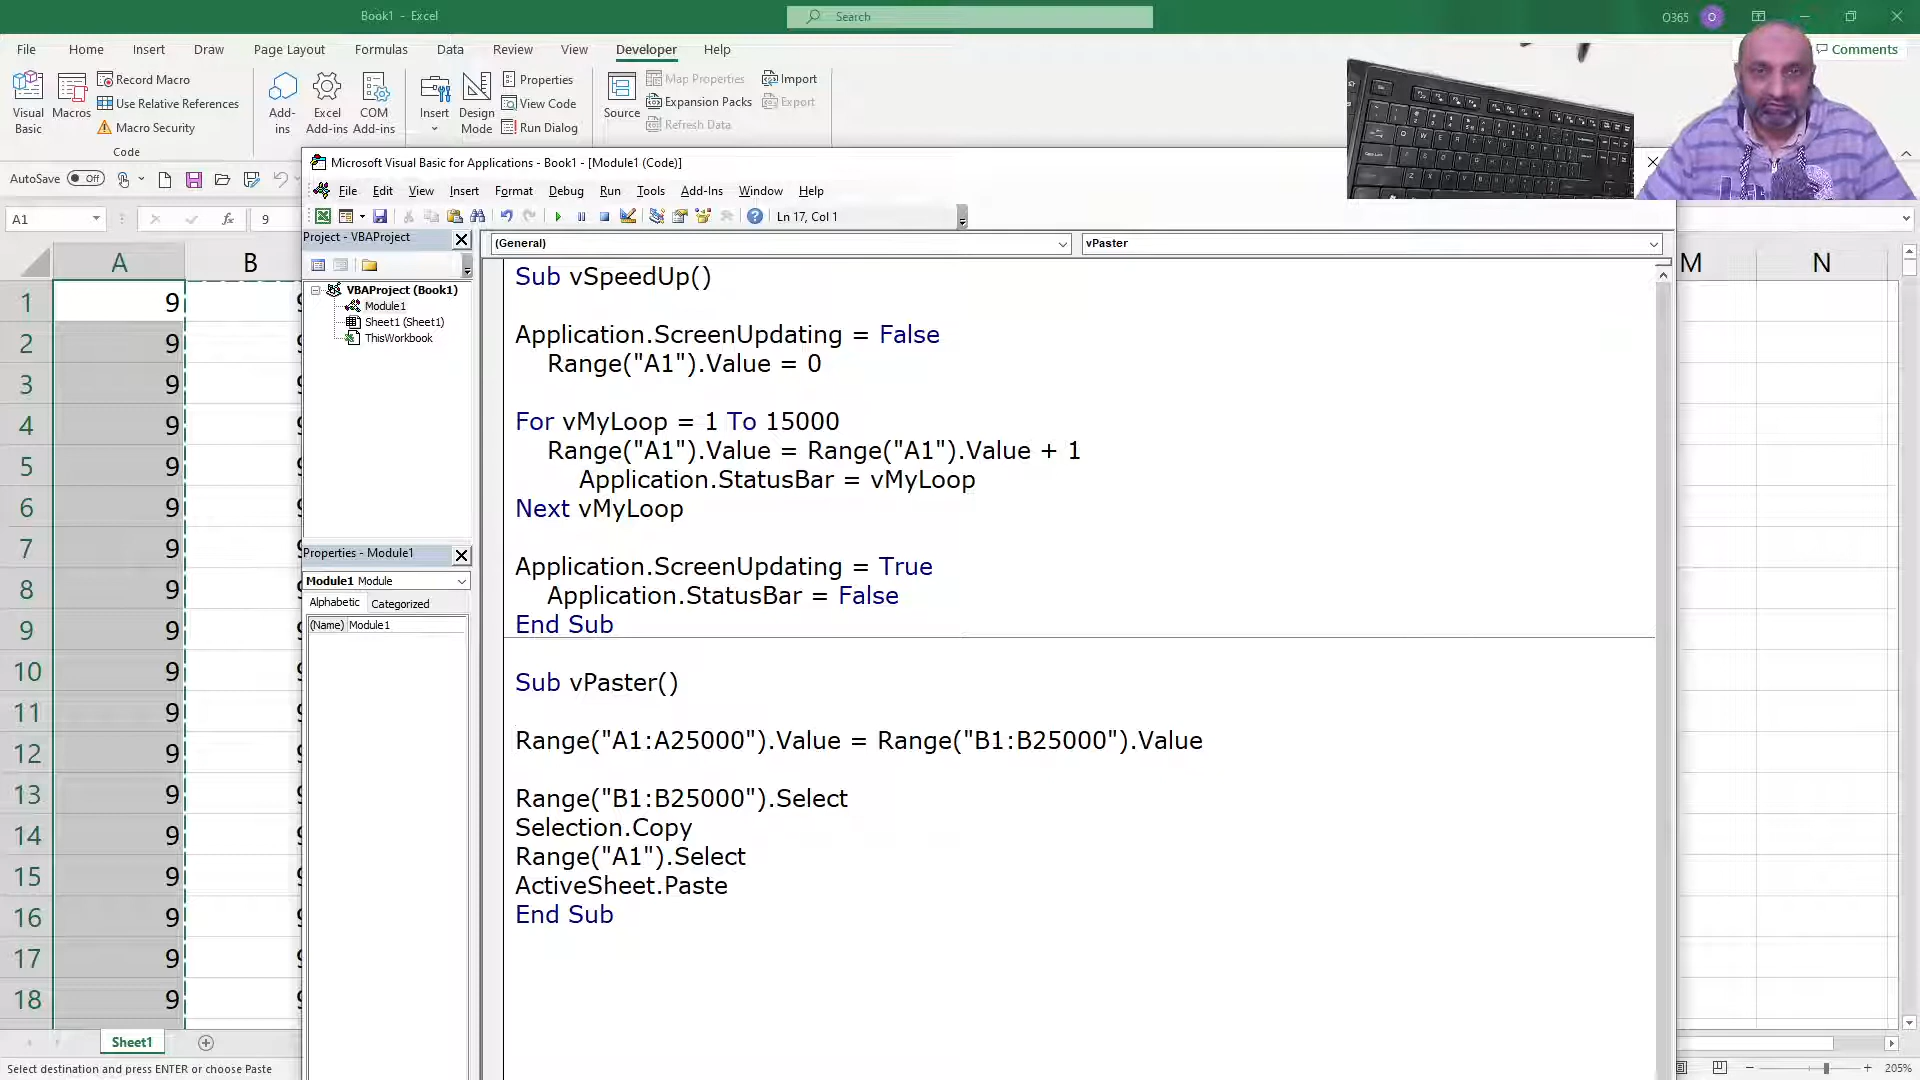 Book1 - Excel
Search
O365
O
File Home Insert Draw Page Layout Formulas Data Review View Developer Help
Comments
Visual Basic
Macros
Record Macro
Use Relative References
Macro Security
Code
Add-ins
Excel Add-ins
COM Add-ins
Insert
Design Mode
Properties
View Code
Run Dialog
Source
Map Properties
Expansion Packs
Refresh Data
Import
Export
AutoSave Off
A1
fx
9
Microsoft Visual Basic for Applications - Book1 - [Module1 (Code)]
File Edit View Insert Format Debug Run Tools Add-Ins Window Help
Ln 17, Col 1
Project - VBAProject
VBAProject (Book1)
Module1
Sheet1 (Sheet1)
ThisWorkbook
Properties - Module1
Module1 Module
Alphabetic Categorized
(Name) Module1
(General)
vPaster
Sub vSpeedUp()
Application.ScreenUpdating = False
Range("A1").Value = 0
For vMyLoop = 1 To 15000
Range("A1").Value = Range("A1").Value + 1
Application.StatusBar = vMyLoop
Next vMyLoop
Application.ScreenUpdating = True
Application.StatusBar = False
End Sub
Sub vPaster()
Range("A1:A25000").Value = Range("B1:B25000").Value
Range("B1:B25000").Select
Selection.Copy
Range("A1").Select
ActiveSheet.Paste
End Sub
A B M N
1 9
2 9
3 9
4 9
5 9
6 9
7 9
8 9
9 9
10 9
11 9
12 9
13 9
14 9
15 9
16 9
17 9
18 9
Sheet1
Select destination and press ENTER or choose Paste
205%